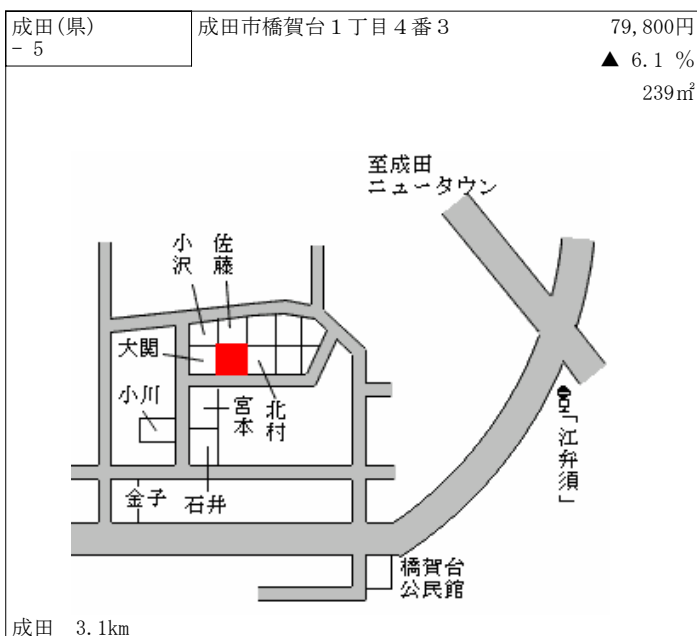 成田(県)
- 5
成田市橋賀台1丁目4番3
79,800円
▲ 6.1 %
239㎡
至成田
ニュータウン
小沢
佐藤
大関
小川
宮本
北村
「江弁須」
金子
石井
橋賀台
公民館
成田 3.1km